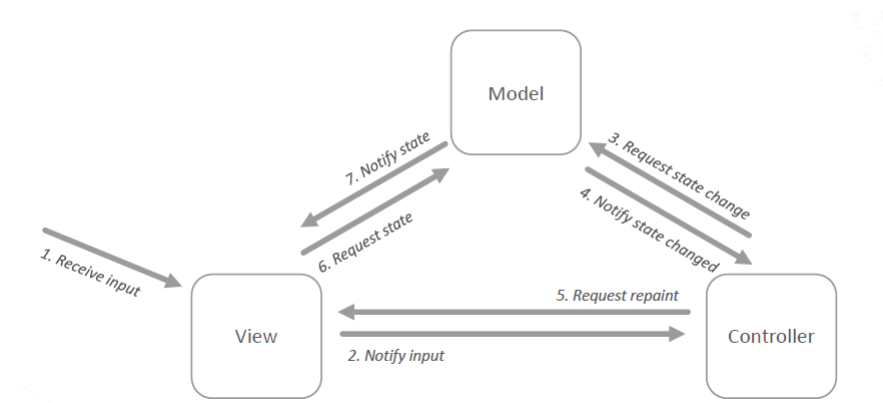 Model
7. Notify state
3. Request state change
6. Request state
4. Notify state changed
1. Receive input
5. Request repaint
View
Controller
2. Notify input